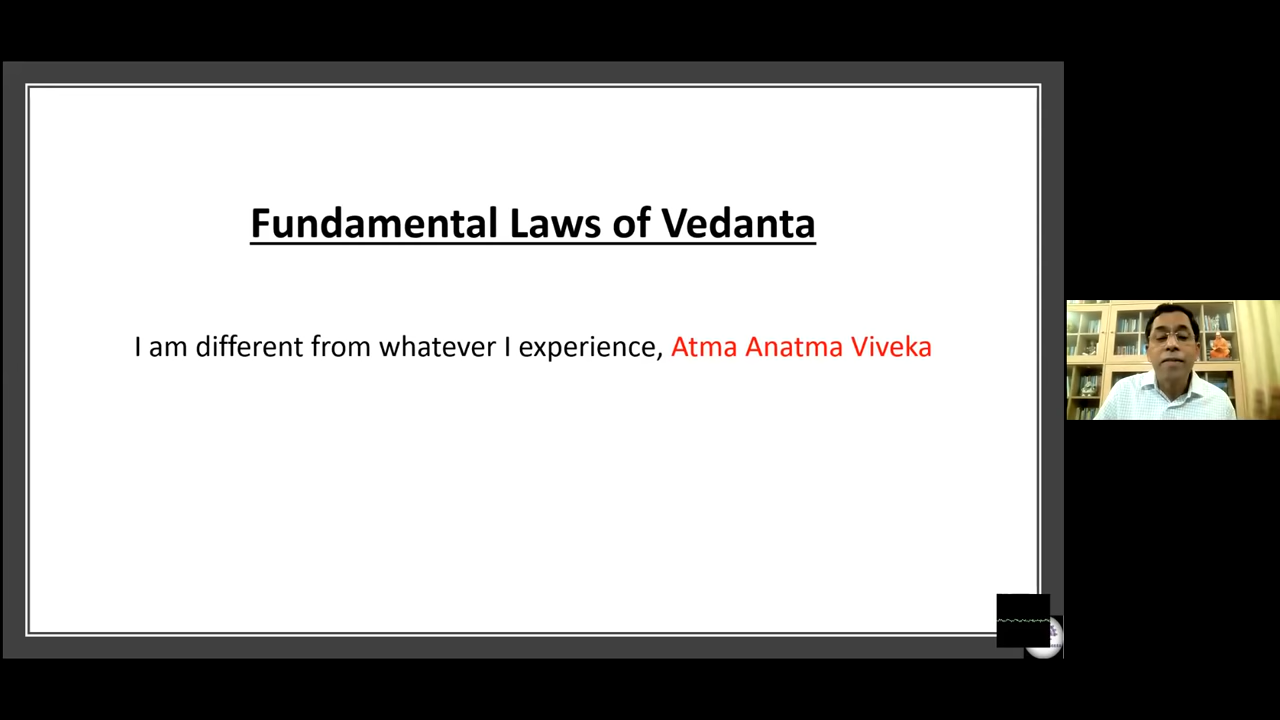 Fundamental Laws of Vedanta
I am different from whatever I experience, Atma Anatma Viveka